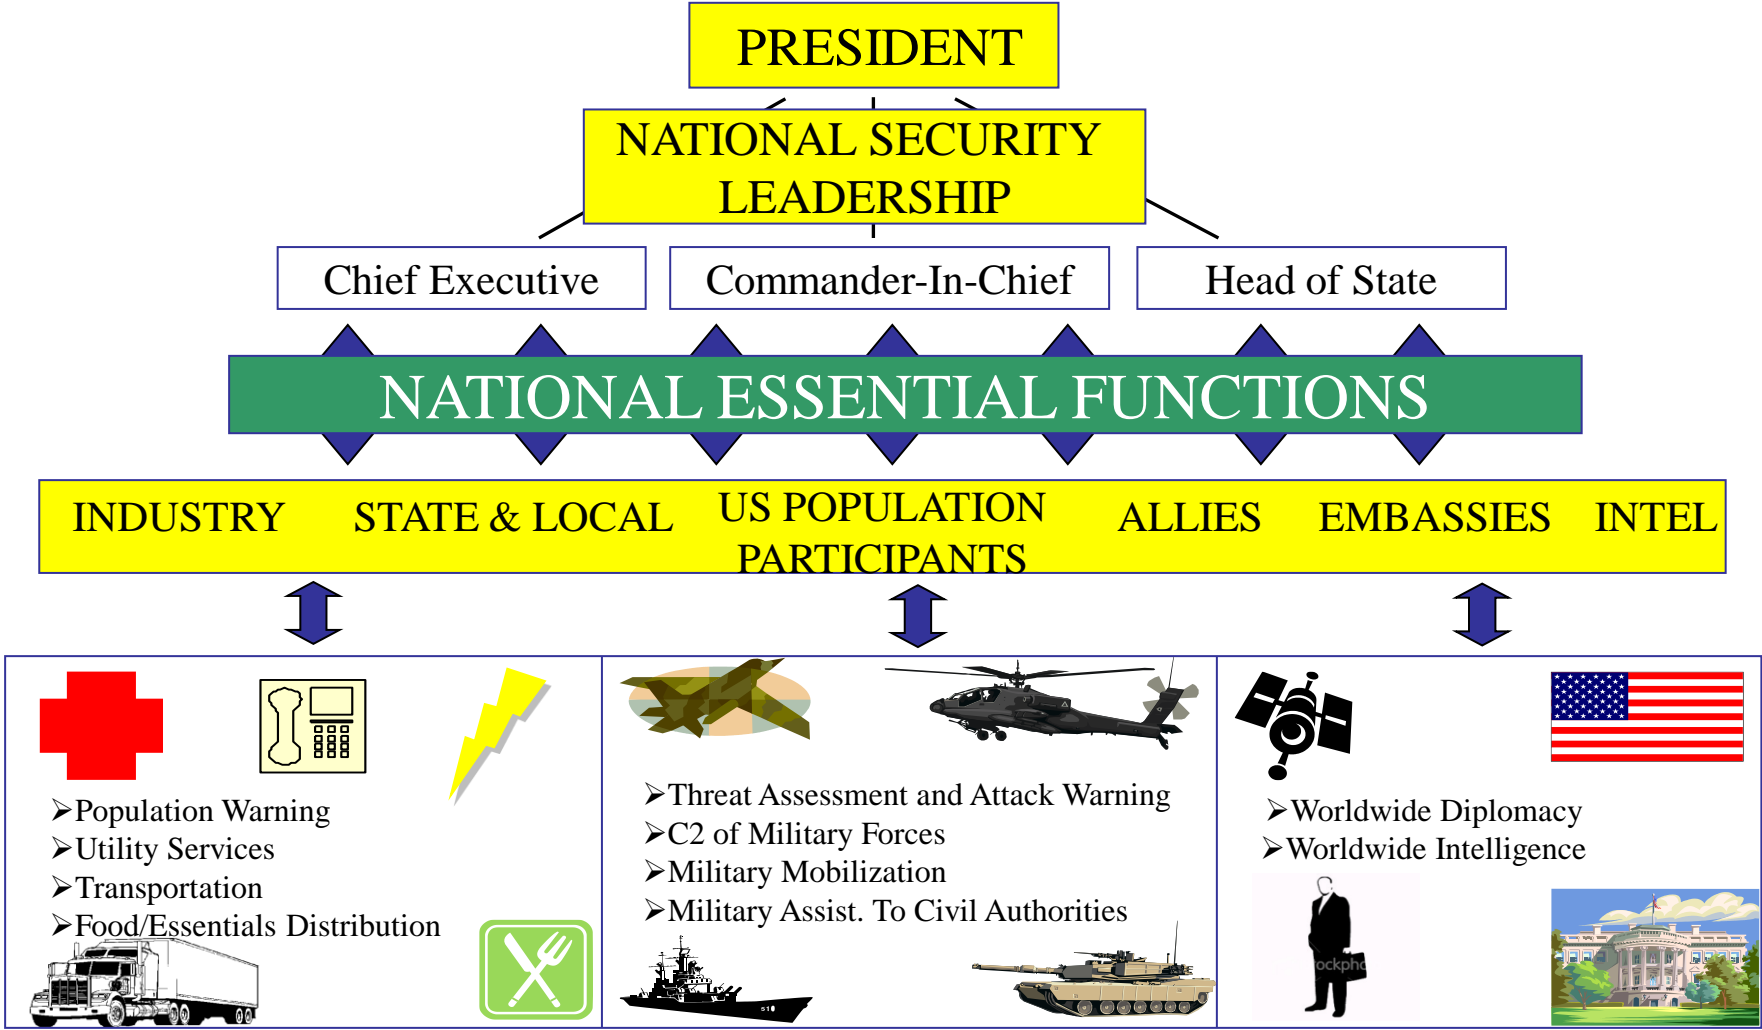 PRESIDENT
NATIONAL SECURITY
LEADERSHIP
Chief Executive
Commander-In-Chief
Head of State
NATIONAL ESSENTIAL FUNCTIONS
INDUSTRY
STATE & LOCAL
US POPULATION
PARTICIPANTS
ALLIES
EMBASSIES
INTEL
➢Population Warning
➢Utility Services
➢Transportation
➢Food/Essentials Distribution
➢Threat Assessment and Attack Warning
➢C2 of Military Forces
➢Military Mobilization
➢Military Assist. To Civil Authorities
➢Worldwide Diplomacy
➢Worldwide Intelligence